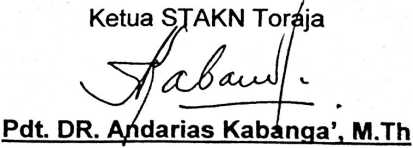 Ketua STAKN Toraja
Pdt. DR. Andarias Kabanga', M.Th